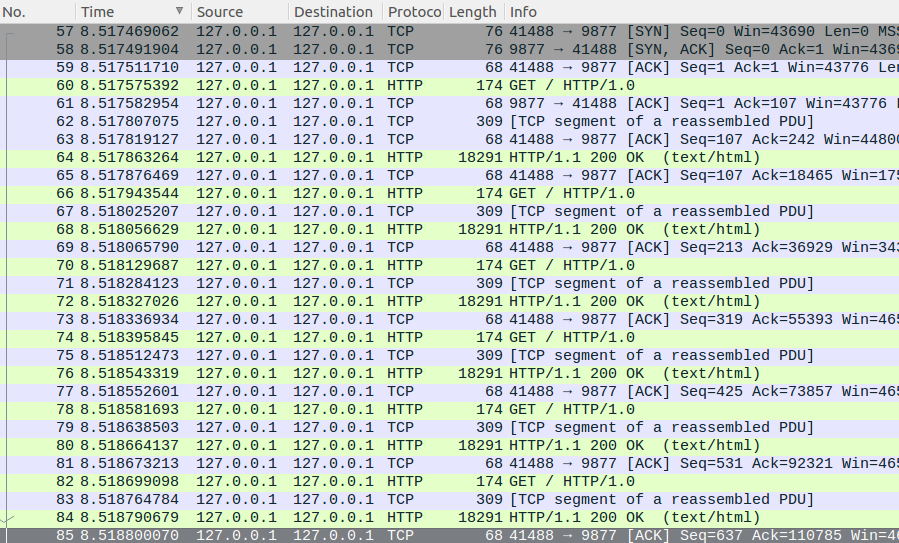 No. Time Source Destination Protoco Length Info
57 8.517469062 127.0.0.1 127.0.0.1 TCP 76 41488 → 9877 [SYN] Seq=0 Win=43690 Len=0 MSS
58 8.517491904 127.0.0.1 127.0.0.1 TCP 76 9877 → 41488 [SYN, ACK] Seq=0 Ack=1 Win=4369
59 8.517511710 127.0.0.1 127.0.0.1 TCP 68 41488 → 9877 [ACK] Seq=1 Ack=1 Win=43776 Len
60 8.517575392 127.0.0.1 127.0.0.1 HTTP 174 GET / HTTP/1.0
61 8.517582954 127.0.0.1 127.0.0.1 TCP 68 9877 → 41488 [ACK] Seq=1 Ack=107 Win=43776
62 8.517807075 127.0.0.1 127.0.0.1 TCP 309 [TCP segment of a reassembled PDU]
63 8.517819127 127.0.0.1 127.0.0.1 TCP 68 41488 → 9877 [ACK] Seq=107 Ack=242 Win=44800
64 8.517863264 127.0.0.1 127.0.0.1 HTTP 18291 HTTP/1.1 200 OK (text/html)
65 8.517876469 127.0.0.1 127.0.0.1 TCP 68 41488 → 9877 [ACK] Seq=107 Ack=18465 Win=175
66 8.517943544 127.0.0.1 127.0.0.1 HTTP 174 GET / HTTP/1.0
67 8.518025207 127.0.0.1 127.0.0.1 TCP 309 [TCP segment of a reassembled PDU]
68 8.518056629 127.0.0.1 127.0.0.1 HTTP 18291 HTTP/1.1 200 OK (text/html)
69 8.518065790 127.0.0.1 127.0.0.1 TCP 68 41488 → 9877 [ACK] Seq=213 Ack=36929 Win=343
70 8.518129687 127.0.0.1 127.0.0.1 HTTP 174 GET / HTTP/1.0
71 8.518284123 127.0.0.1 127.0.0.1 TCP 309 [TCP segment of a reassembled PDU]
72 8.518327026 127.0.0.1 127.0.0.1 HTTP 18291 HTTP/1.1 200 OK (text/html)
73 8.518336934 127.0.0.1 127.0.0.1 TCP 68 41488 → 9877 [ACK] Seq=319 Ack=55393 Win=465
74 8.518395845 127.0.0.1 127.0.0.1 HTTP 174 GET / HTTP/1.0
75 8.518512473 127.0.0.1 127.0.0.1 TCP 309 [TCP segment of a reassembled PDU]
76 8.518543319 127.0.0.1 127.0.0.1 HTTP 18291 HTTP/1.1 200 OK (text/html)
77 8.518552601 127.0.0.1 127.0.0.1 TCP 68 41488 → 9877 [ACK] Seq=425 Ack=73857 Win=465
78 8.518581693 127.0.0.1 127.0.0.1 HTTP 174 GET / HTTP/1.0
79 8.518638503 127.0.0.1 127.0.0.1 TCP 309 [TCP segment of a reassembled PDU]
80 8.518664137 127.0.0.1 127.0.0.1 HTTP 18291 HTTP/1.1 200 OK (text/html)
81 8.518673213 127.0.0.1 127.0.0.1 TCP 68 41488 → 9877 [ACK] Seq=531 Ack=92321 Win=465
82 8.518699098 127.0.0.1 127.0.0.1 HTTP 174 GET / HTTP/1.0
83 8.518764784 127.0.0.1 127.0.0.1 TCP 309 [TCP segment of a reassembled PDU]
84 8.518790679 127.0.0.1 127.0.0.1 HTTP 18291 HTTP/1.1 200 OK (text/html)
85 8.518800070 127.0.0.1 127.0.0.1 TCP 68 41488 → 9877 [ACK] Seq=637 Ack=110785